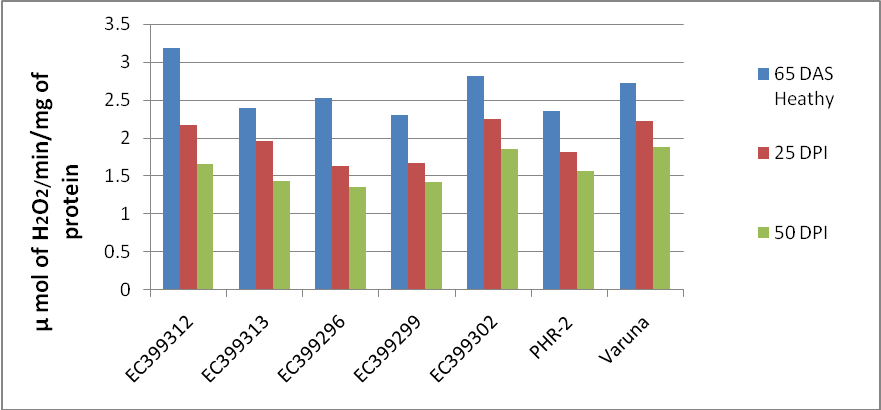 3.5
3
2.5
2
1.5
1
0.5
0
µ mol of H2O2/min/mg of
protein
EC399312
EC399313
EC399296
EC399299
EC399302
PHR-2
Varuna
65 DAS
Heathy
25 DPI
50 DPI